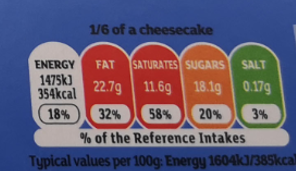 1/6 of a cheesecake
ENERGY FAT SATURATES SUGARS SALT
1475kJ
354kcal 22.7g 11.6g 18.1g 0.17g
18% 32% 58% 20% 3%
% of the Reference Intakes
Typical values per 100g: Energy 1604kJ/385kcal